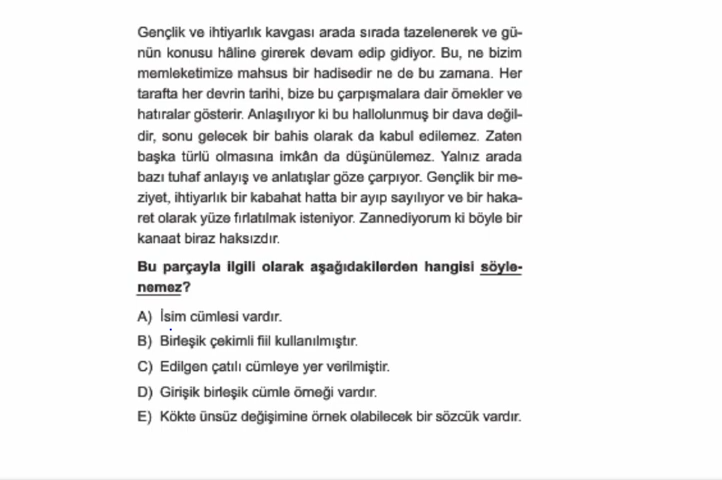 Gençlik ve ihtiyarlık kavgası arada sırada tazelenerek ve gü-
nün konusu hâline girerek devam edip gidiyor. Bu, ne bizim
memleketimize mahsus bir hadisedir ne de bu zamana. Her
tarafta her devrin tarihi, bize bu çarpışmalara dair örnekler ve
hatıralar gösterir. Anlaşılıyor ki bu hallolunmuş bir dava değil-
dir, sonu gelecek bir bahis olarak da kabul edilemez. Zaten
başka türlü olmasına imkân da düşünülemez. Yalnız arada
bazı tuhaf anlayış ve anlatışlar göze çarpıyor. Gençlik bir me-
ziyet, ihtiyarlık bir kabahat hatta bir ayıp sayılıyor ve bir haka-
ret olarak yüze fırlatılmak isteniyor. Zannediyorum ki böyle bir
kanaat biraz haksızdır.
Bu parçayla ilgili olarak aşağıdakilerden hangisi söyle-
nemez?
A) İsim cümlesi vardır.
B) Birleşik çekimli fiil kullanılmıştır.
C) Edilgen çatılı cümleye yer verilmiştir.
D) Girişik birleşik cümle örneği vardır.
E) Kökte ünsüz değişimine örnek olabilecek bir sözcük vardır.